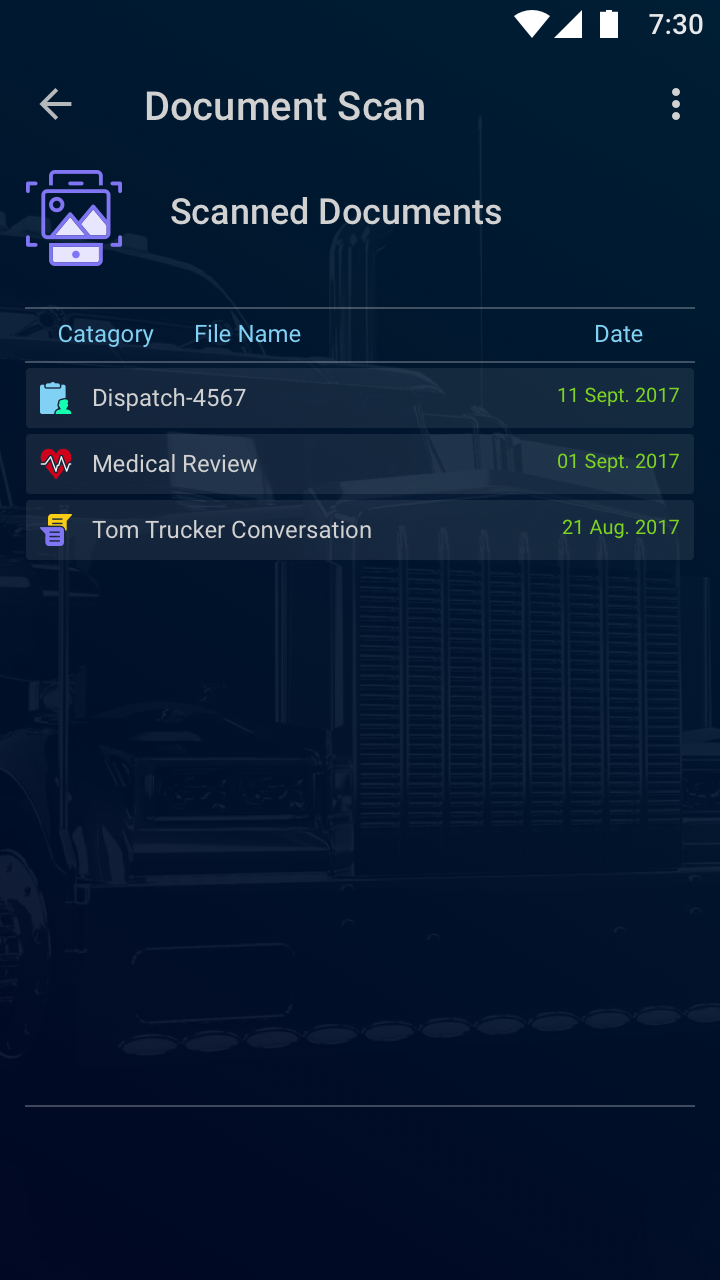 7:30
Document Scan
Scanned Documents
Catagory File Name Date
Dispatch-4567 11 Sept. 2017
Medical Review 01 Sept. 2017
Tom Trucker Conversation 21 Aug. 2017